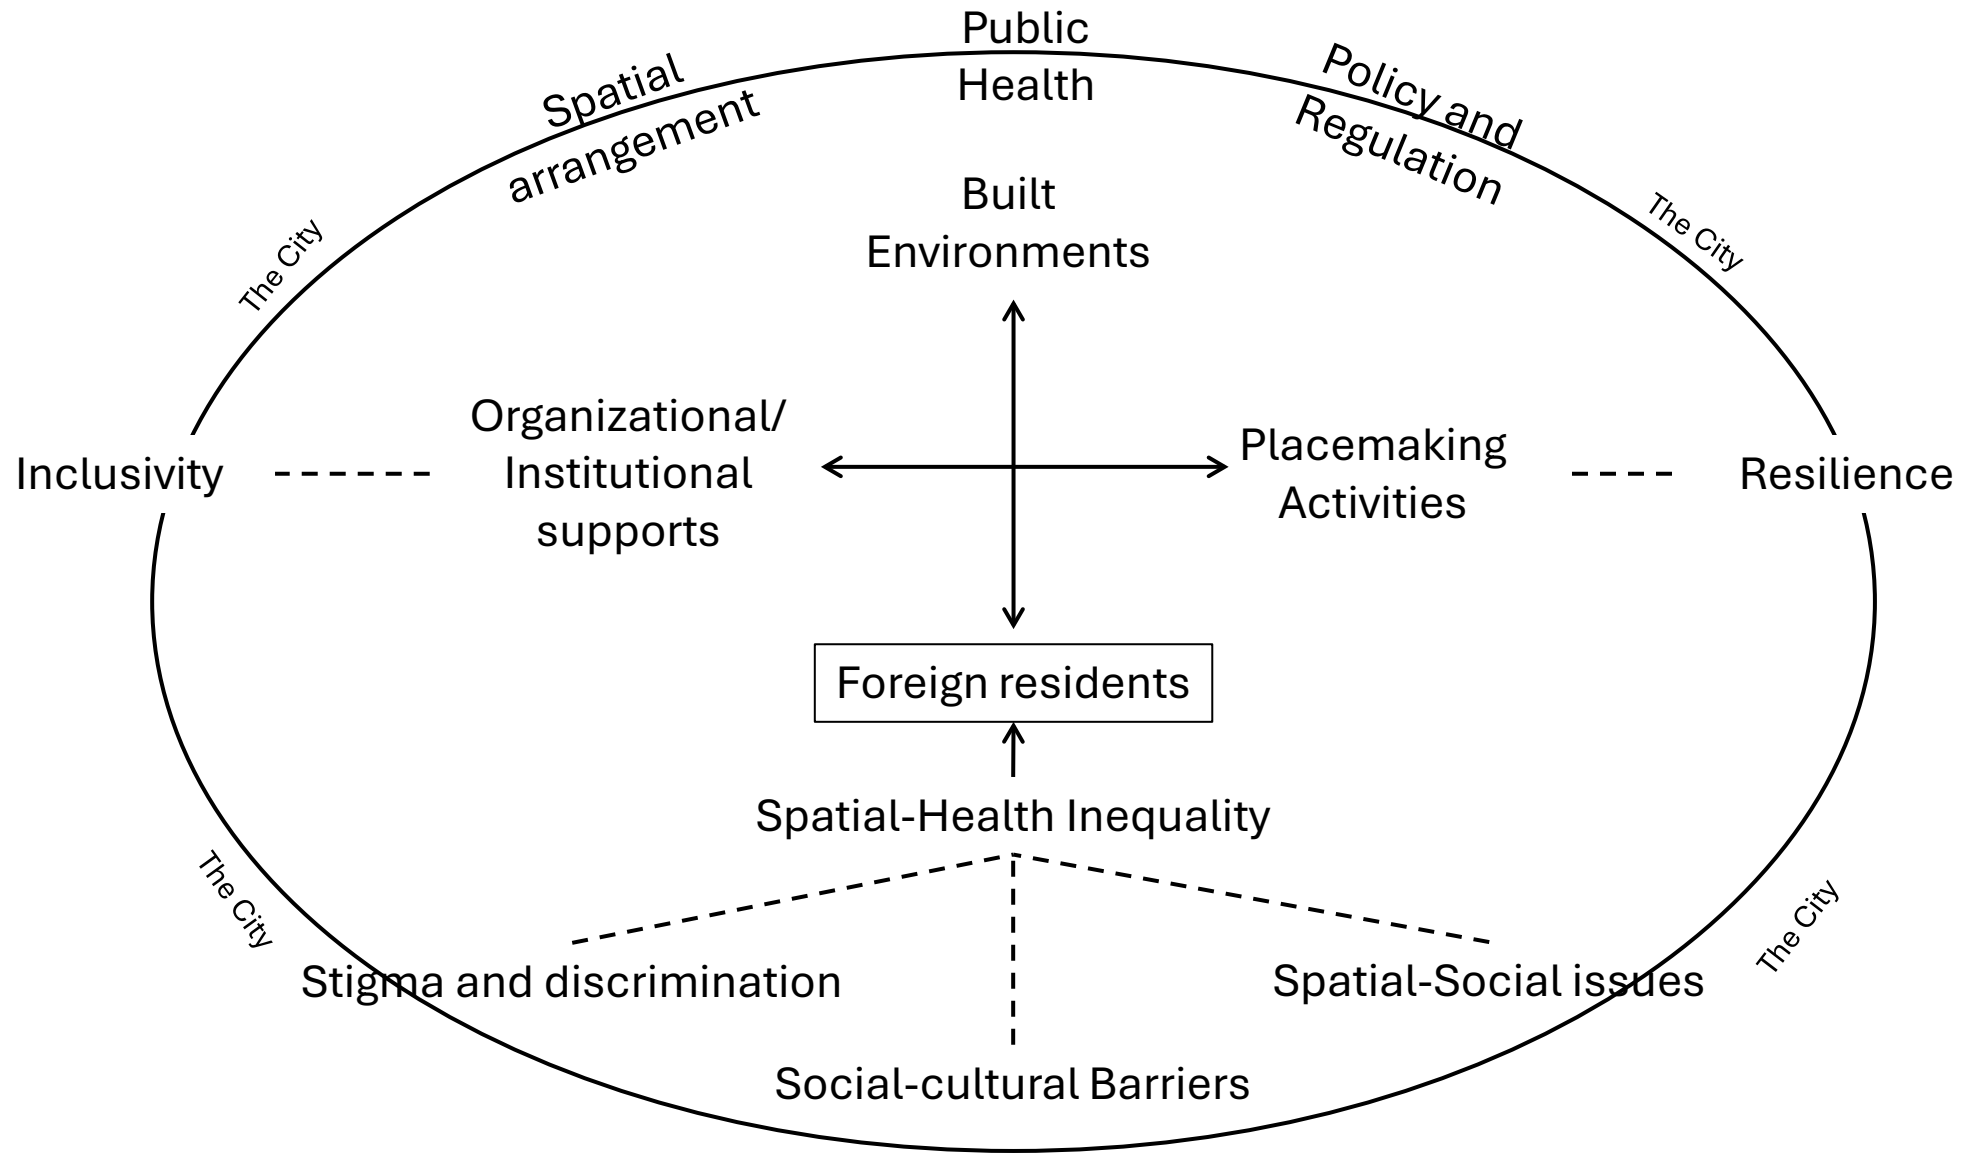 Public
Health
Spatial
arrangement
Policy and
Regulation
The City
The City
Built
Environments
Inclusivity
Organizational/
Institutional
supports
Placemaking
Activities
Resilience
Foreign residents
Spatial-Health Inequality
The City
The City
Stigma and discrimination
Spatial-Social issues
Social-cultural Barriers